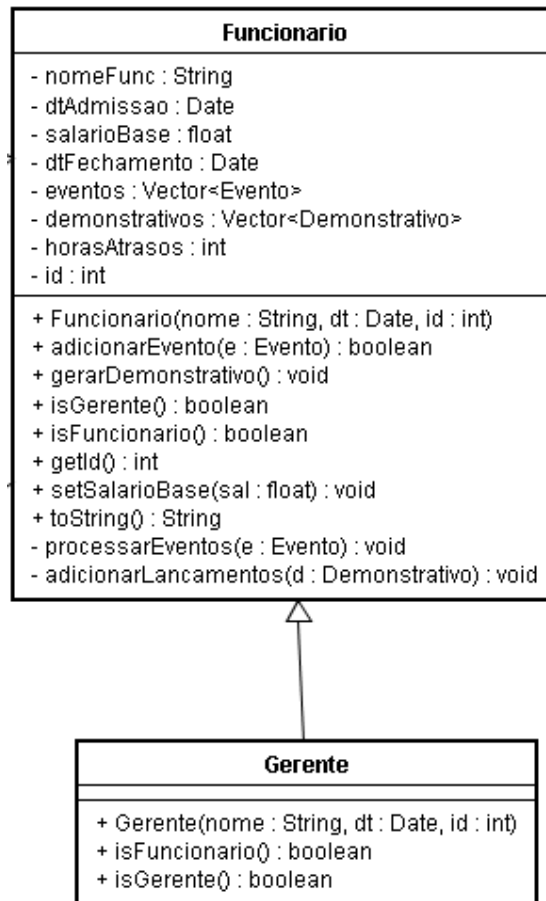 Funcionario
- nomeFunc : String
- dtAdmissao : Date
- salarioBase : float
- dtFechamento : Date
- eventos : Vector<Evento>
- demonstrativos : Vector<Demonstrativo>
- horasAtrasos : int
- id : int
+ Funcionario(nome : String, dt : Date, id : int)
+ adicionarEvento(e : Evento) : boolean
+ gerarDemonstrativo() : void
+ isGerente() : boolean
+ isFuncionario() : boolean
+ getId() : int
+ setSalarioBase(sal : float) : void
+ toString() : String
- processarEventos(e : Evento) : void
- adicionarLancamentos(d : Demonstrativo) : void
Gerente
+ Gerente(nome : String, dt : Date, id : int)
+ isFuncionario() : boolean
+ isGerente() : boolean